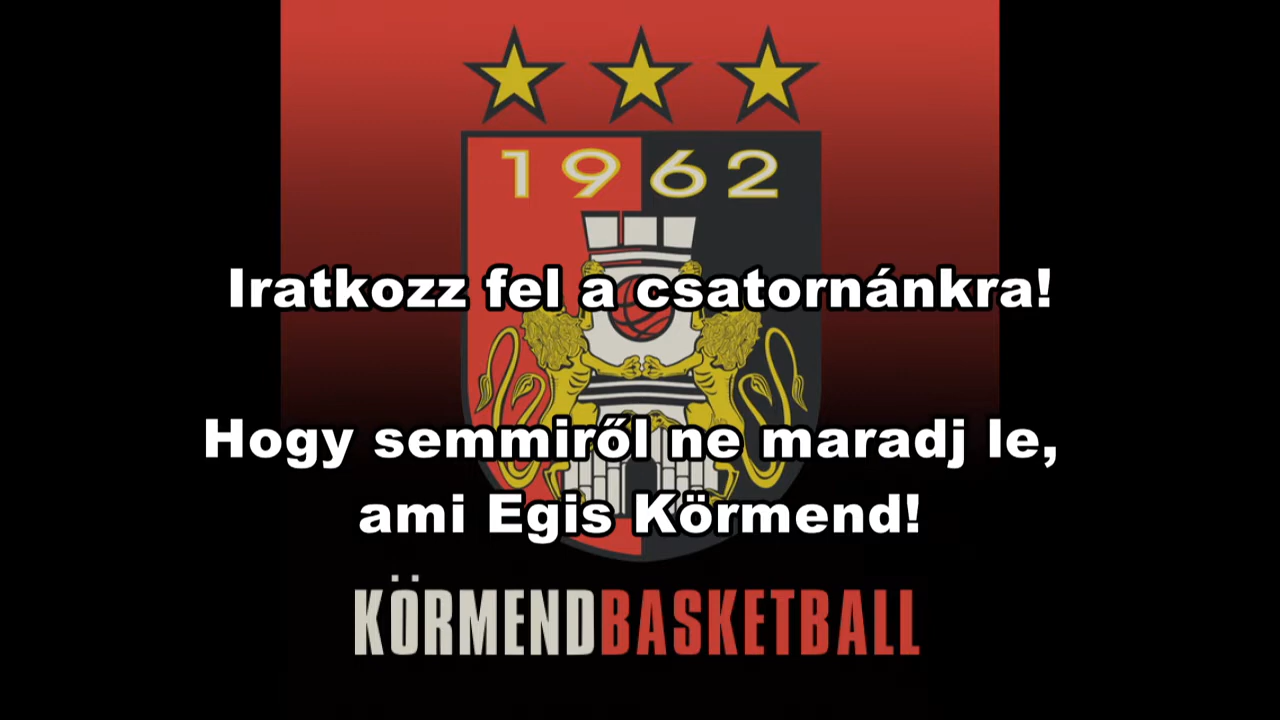 1962
Iratkozz fel a csatornánkra!
Hogy semmiről ne maradj le,
ami Egis Körmend!
KÖRMENDBASKETBALL